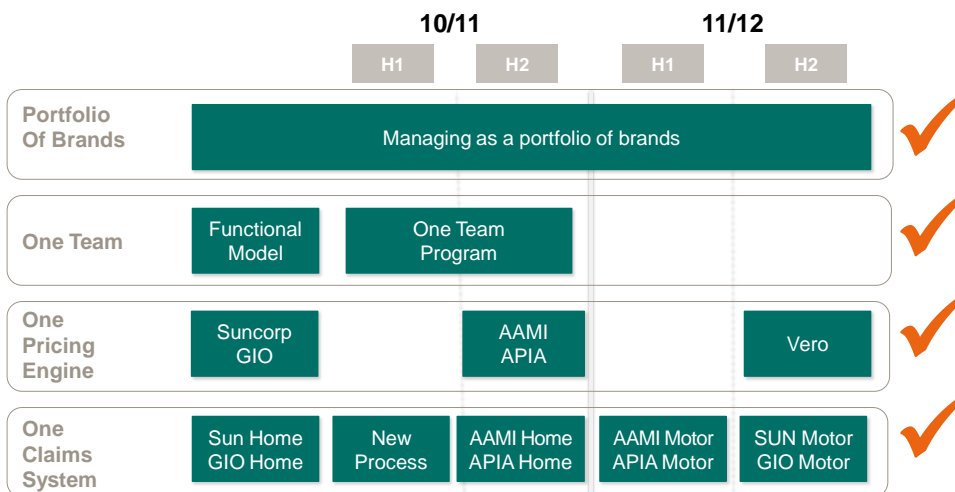 10/11
11/12
H1
H2
H1
H2
Portfolio
Of Brands
Managing as a portfolio of brands
One Team
Functional
Model
One Team
Program
One
Pricing
Engine
Suncorp
GIO
AAMI
APIA
Vero
One
Claims
System
Sun Home
GIO Home
New
Process
AAMI Home
APIA Home
AAMI Motor
APIA Motor
SUN Motor
GIO Motor